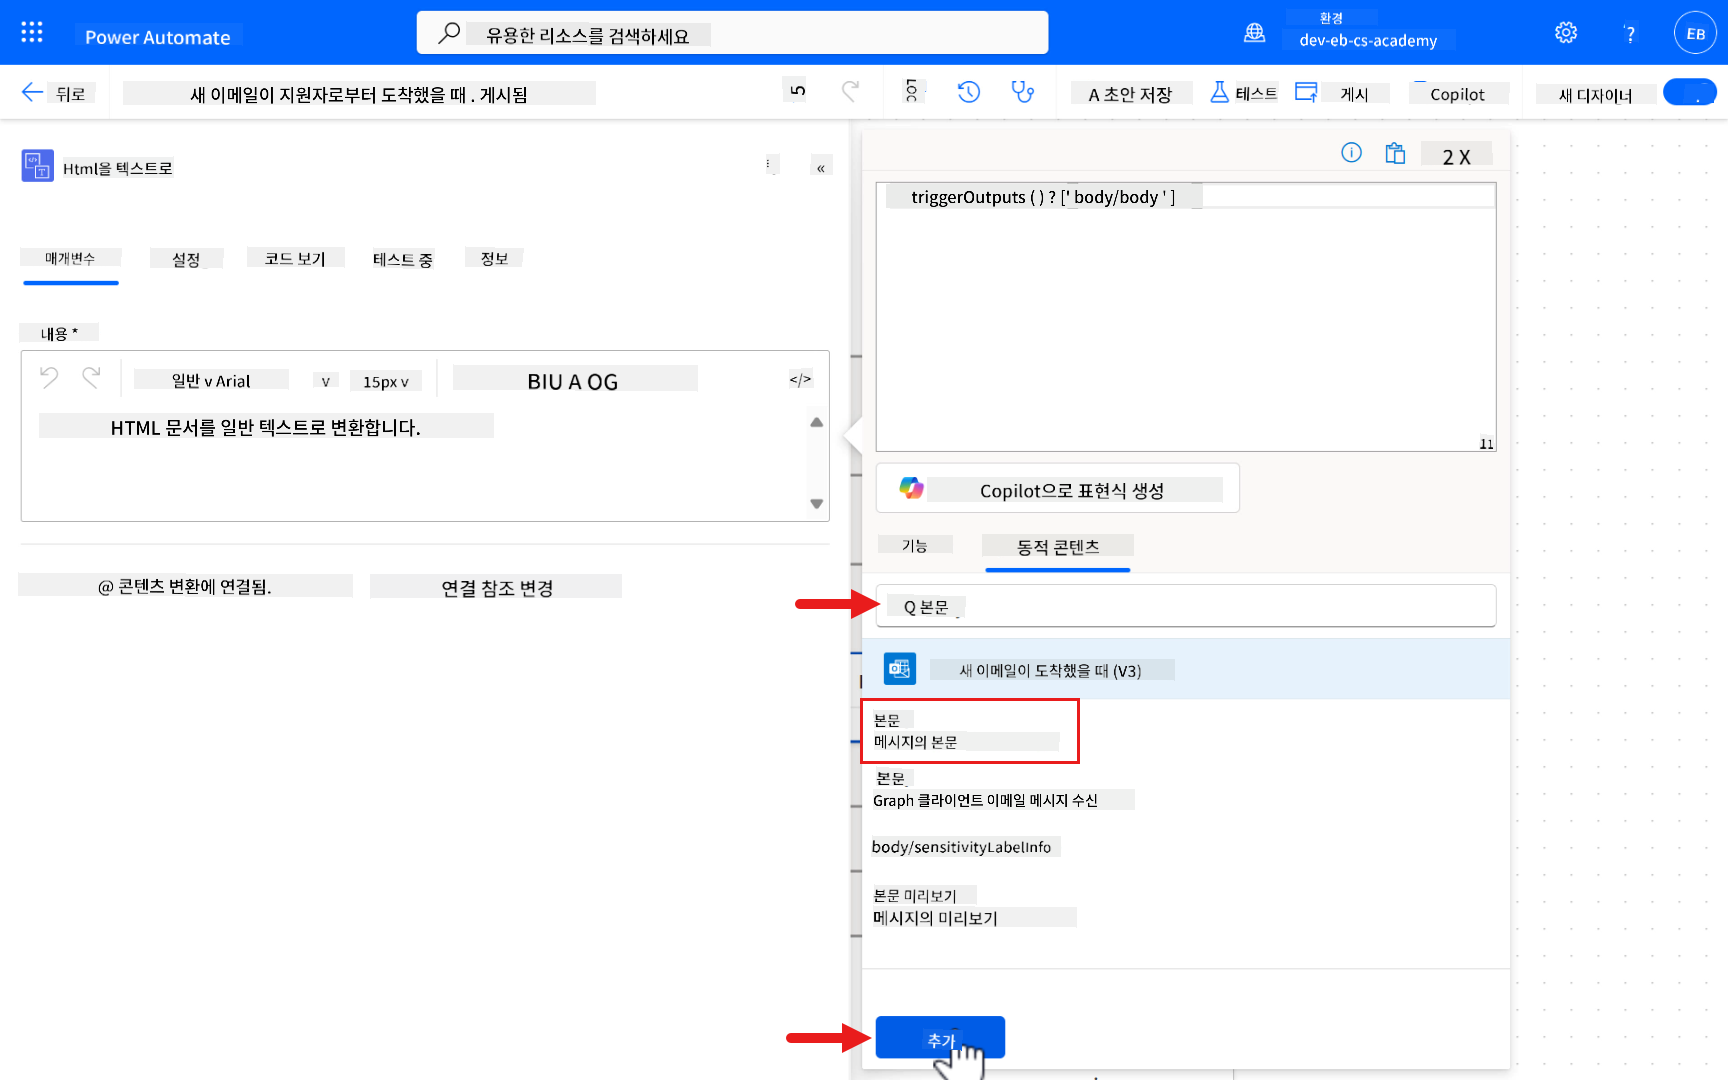 Power Automate
유용한 리소스를 검색하세요
환경
dev-eb-cs-academy
?
EB
뒤로
새 이메일이 지원자로부터 도착했을 때 . 게시됨
A 초안 저장
테스트
게시
Copilot
새 디자이너
Html을 텍스트로
«
매개변수
설정
코드 보기
테스트 중
정보
내용 *
일반 v Arial
v
15px v
BIU A OG
</>
HTML 문서를 일반 텍스트로 변환합니다.
@ 콘텐츠 변환에 연결됨.
연결 참조 변경
2 X
triggerOutputs ( ) ? [' body/body ' ]
11
Copilot으로 표현식 생성
기능
동적 콘텐츠
Q 본문
새 이메일이 도착했을 때 (V3)
본문
메시지의 본문
본문
Graph 클라이언트 이메일 메시지 수신
body/sensitivityLabelInfo
본문 미리보기
메시지의 미리보기
추가